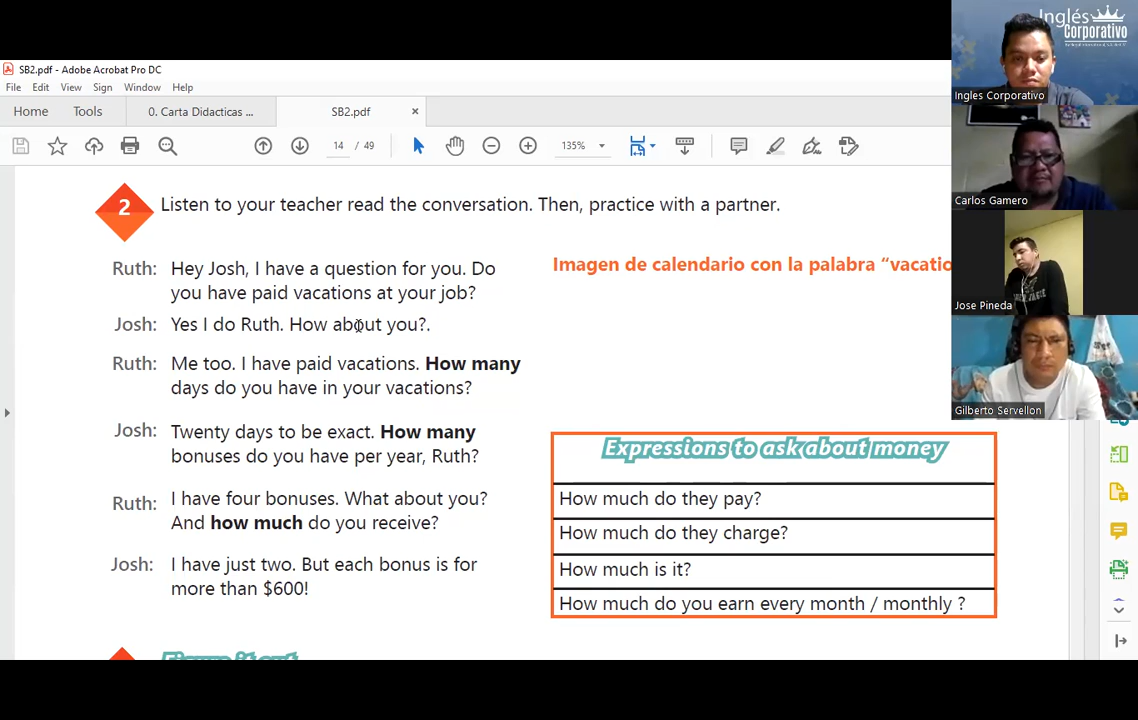 SB2.pdf - Adobe Acrobat Pro DC
File Edit View Sign Window Help
Home Tools 0. Carta Didacticas ... SB2.pdf ×
14 / 49 135%
2 Listen to your teacher read the conversation. Then, practice with a partner.
Ruth: Hey Josh, I have a question for you. Do
you have paid vacations at your job?
Josh: Yes I do Ruth. How about you?.
Ruth: Me too. I have paid vacations. How many
days do you have in your vacations?
Josh: Twenty days to be exact. How many
bonuses do you have per year, Ruth?
Ruth: I have four bonuses. What about you?
And how much do you receive?
Josh: I have just two. But each bonus is for
more than $600!
Imagen de calendario con la palabra “vacatio
Expressions to ask about money
How much do they pay?
How much do they charge?
How much is it?
How much do you earn every month / monthly ?
Figure it out
Inglés
Corporativo
Ingles Corporativo
Carlos Gamero
Jose Pineda
Gilberto Servellon